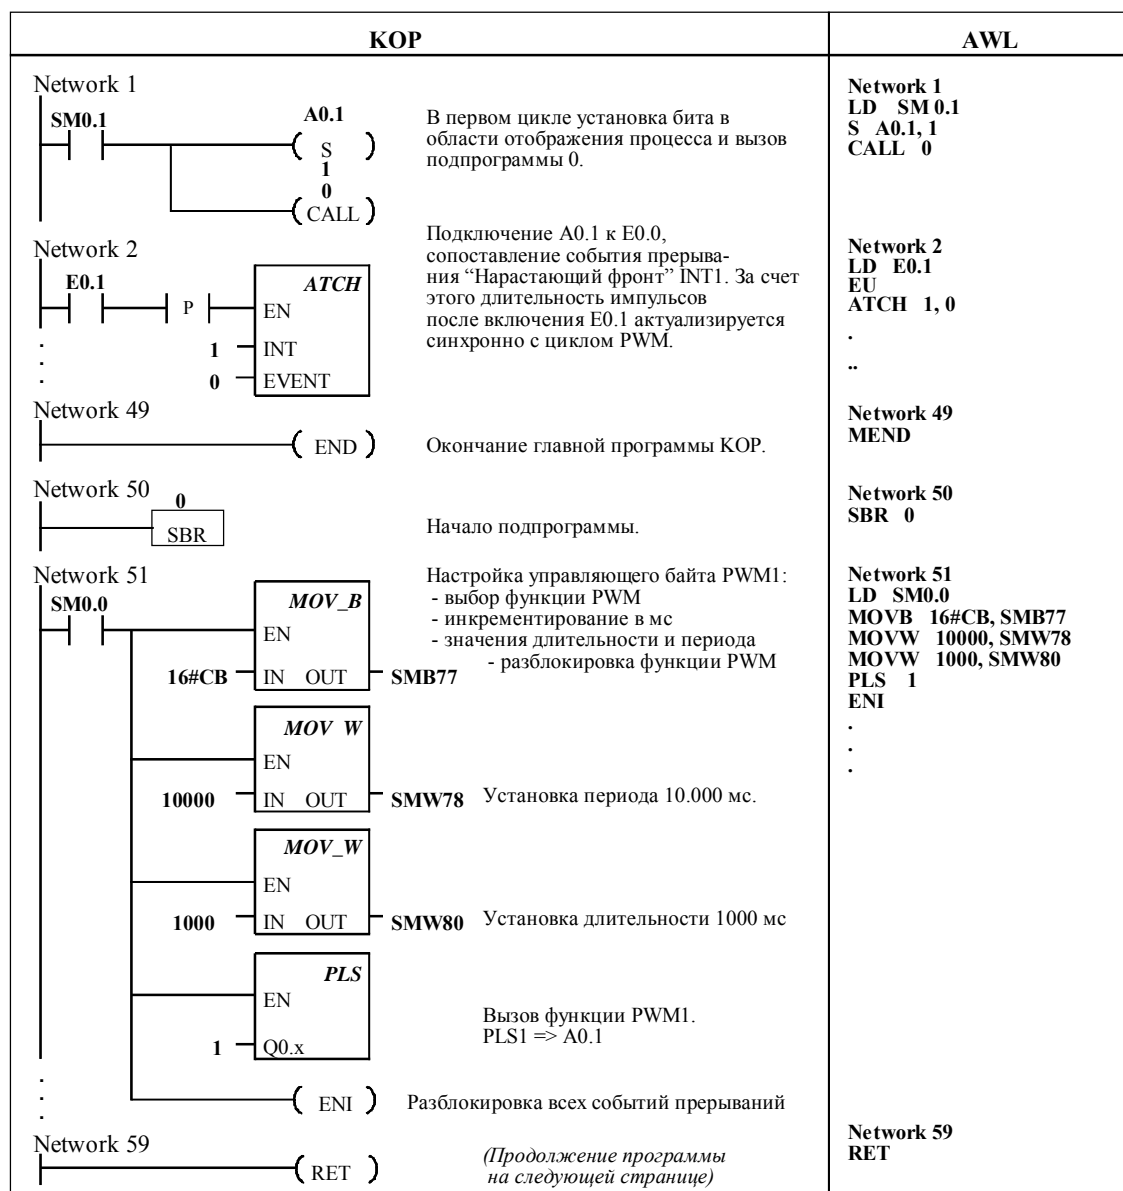 KOP
AWL
Network 1
SM0.1
A0.1
S
1
0
CALL
В первом цикле установка бита в
области отображения процесса и вызов
подпрограммы 0.
Network 1
LD SM 0.1
S A0.1, 1
CALL 0
Network 2
E0.1
P
ATCH
EN
1 INT
0 EVENT
Подключение A0.1 к E0.0,
сопоставление события прерыва-
ния “Нарастающий фронт” INT1. За счет
этого длительность импульсов
после включения E0.1 актуализируется
синхронно с циклом PWM.
Network 2
LD E0.1
EU
ATCH 1, 0
.
..
Network 49
END
Окончание главной программы KOP.
Network 49
MEND
Network 50
0
SBR
Начало подпрограммы.
Network 50
SBR 0
Network 51
SM0.0
MOV_B
EN
16#CB IN OUT SMB77
Настройка управляющего байта PWM1:
- выбор функции PWM
- инкрементирование в мс
- значения длительности и периода
- разблокировка функции PWM
Network 51
LD SM0.0
MOVB 16#CB, SMB77
MOVW 10000, SMW78
MOVW 1000, SMW80
PLS 1
ENI
.
.
.
MOV W
EN
10000 IN OUT SMW78
Установка периода 10.000 мс.
MOV_W
EN
1000 IN OUT SMW80
Установка длительности 1000 мс
PLS
EN
1 Q0.x
Вызов функции PWM1.
PLS1 => A0.1
ENI
Разблокировка всех событий прерываний
Network 59
RET
(Продолжение программы
на следующей странице)
Network 59
RET